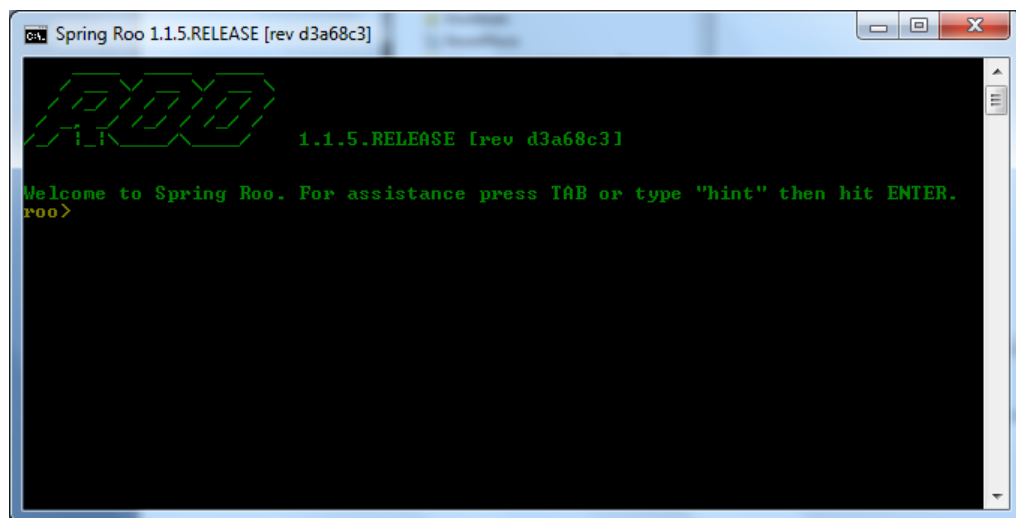 Spring Roo 1.1.5.RELEASE [rev d3a68c3]
ROO
1.1.5.RELEASE [rev d3a68c3]
Welcome to Spring Roo. For assistance press TAB or type "hint" then hit ENTER.
roo>